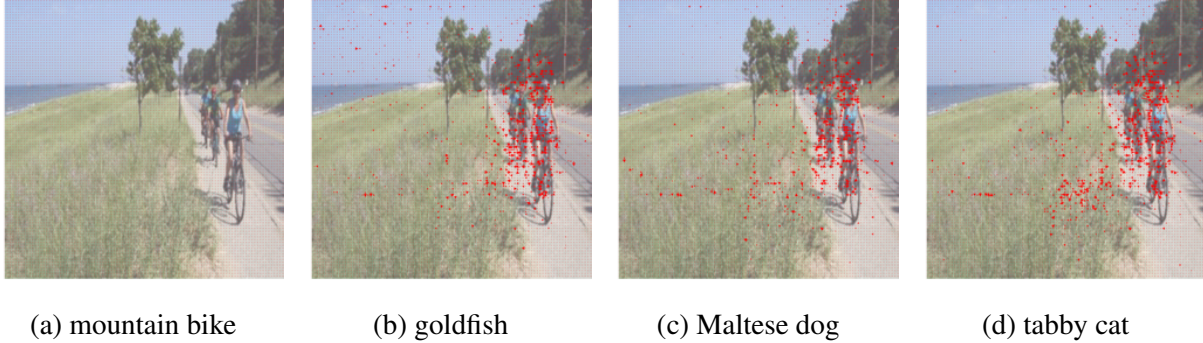 (a) mountain bike
(b) goldfish
(c) Maltese dog
(d) tabby cat